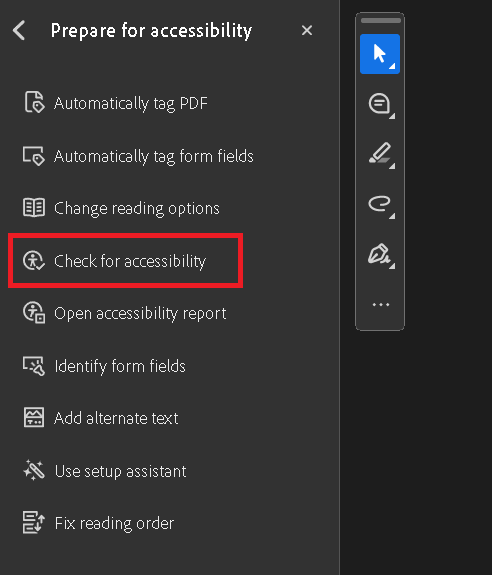 Prepare for accessibility
Automatically tag PDF
Automatically tag form fields
Change reading options
Check for accessibility
Open accessibility report
Identify form fields
Add alternate text
Use setup assistant
Fix reading order